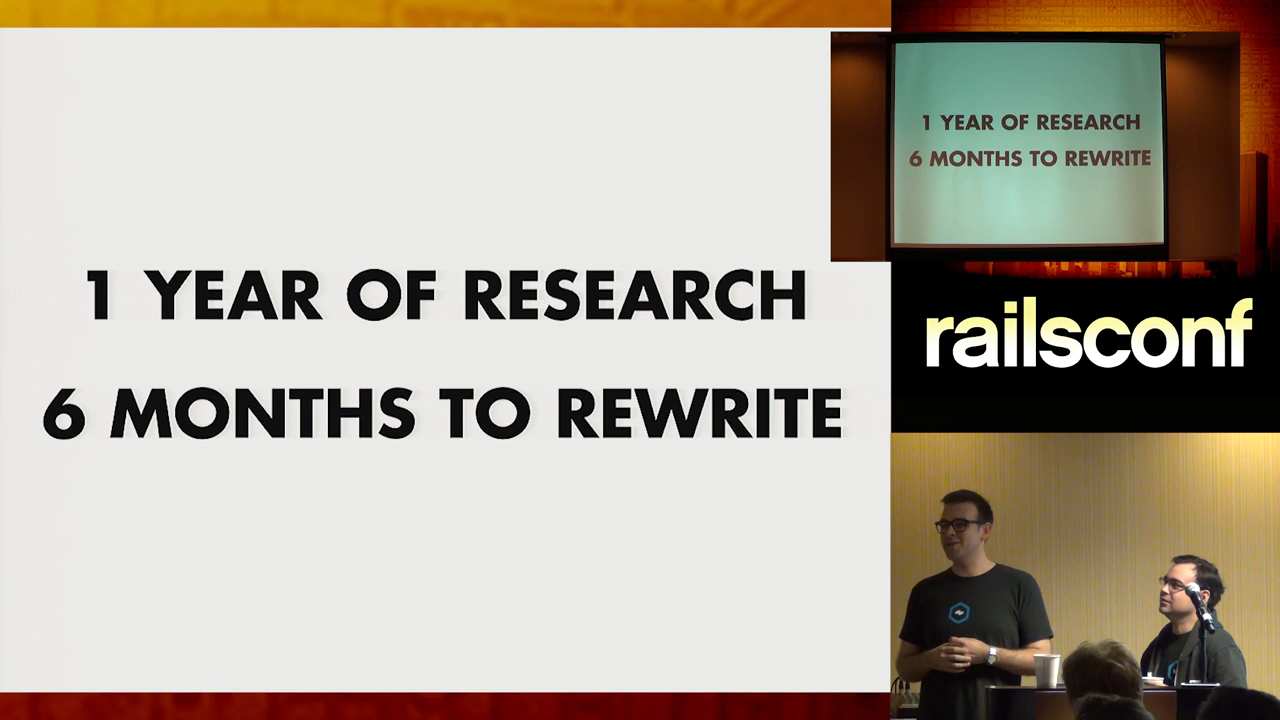 1 YEAR OF RESEARCH
6 MONTHS TO REWRITE
1 YEAR OF RESEARCH
6 MONTHS TO REWRITE
railsconf